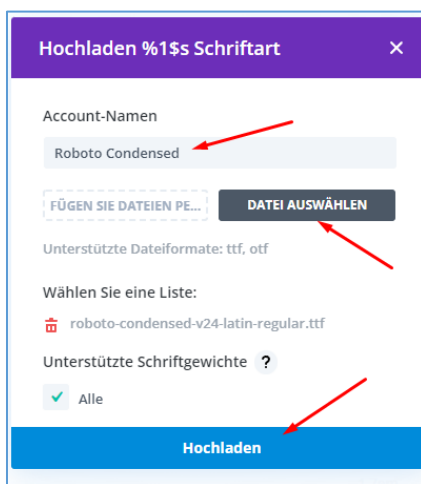 Hochladen %1$s Schriftart ×
Account-Namen
Roboto Condensed
FÜGEN SIE DATEIEN PE... DATEI AUSWÄHLEN
Unterstützte Dateiformate: ttf, otf
Wählen Sie eine Liste:
roboto-condensed-v24-latin-regular.ttf
Unterstützte Schriftgewichte ?
Alle
Hochladen